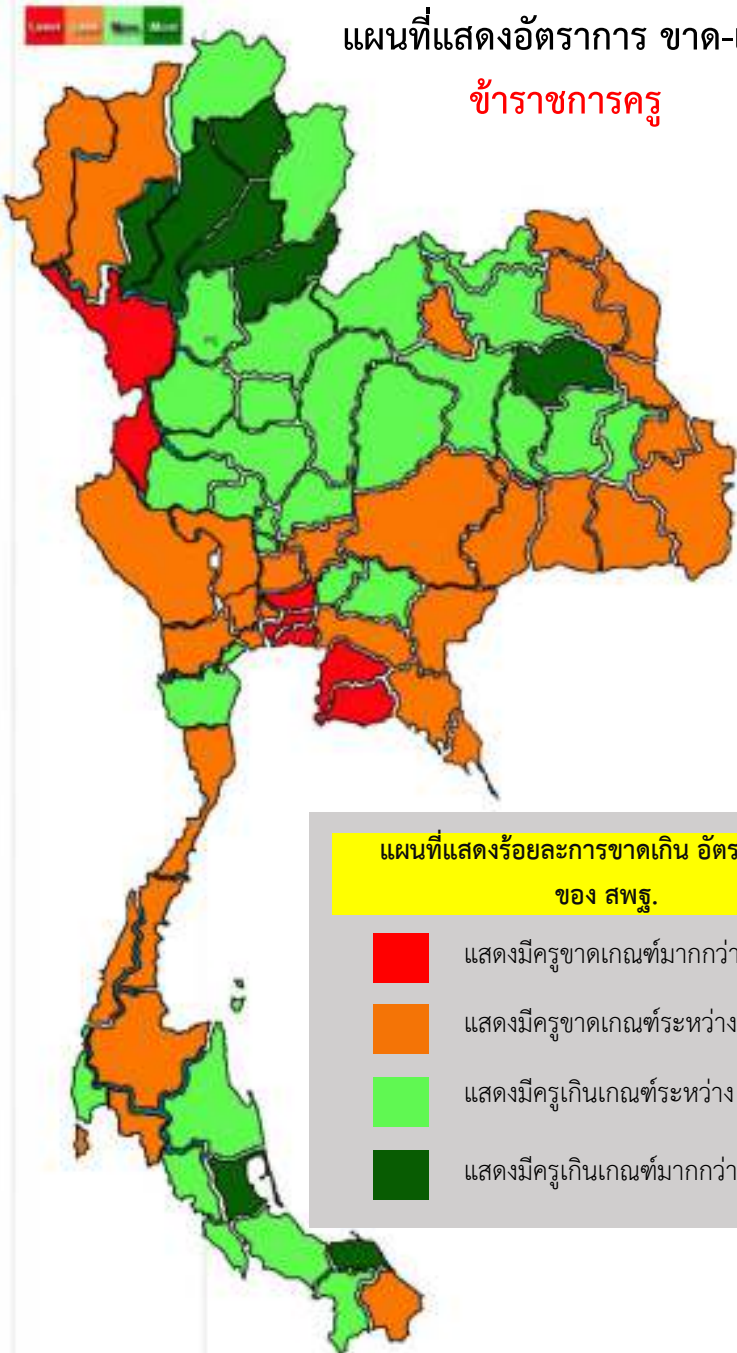 แผนที่แสดงอัตราการ ขาด-
ข้าราชการครู
แผนที่แสดงร้อยละการขาดเกิน อัตร
ของ สพฐ.
แสดงมีครูขาดเกณฑ์มากกว่า
แสดงมีครูขาดเกณฑ์ระหว่าง
แสดงมีครูเกินเกณฑ์ระหว่าง
แสดงมีครูเกินเกณฑ์มากกว่า